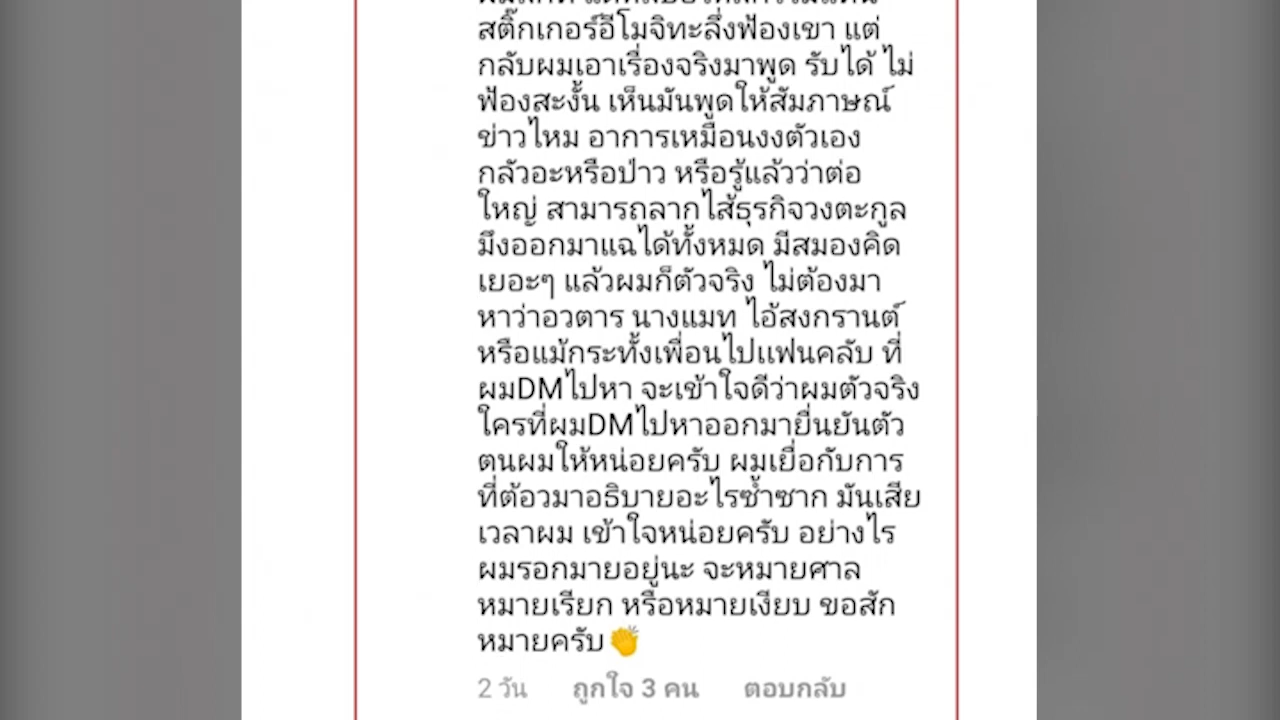 สติ๊กเกอร์อีโมจิทะลึ่งฟ้องเขา แต่
กลับผมเอาเรื่องจริงมาพูด รับได้ ไม่
ฟ้องสะงั้น เห็นมันพูดให้สัมภาษณ์
ข่าวไหม อาการเหมือนงงตัวเอง
กลัวอะหรือป่าว หรือรู้แล้วว่าต่อ
ใหญ่ สามารถลากไส้ธุรกิจวงตะกูล
มึงออกมาแฉได้ทั้งหมด มีสมองคิด
เยอะๆ แล้วผมก็ตัวจริง ไม่ต้องมา
หาว่าอวตาร นางแมท ไอ้สงกรานต์
หรือแม้กระทั้งเพื่อนไปแฟนคลับ ที่
ผมDMไปหา จะเข้าใจดีว่าผมตัวจริง
ใครที่ผมDMไปหาออกมายื่นยันตัว
ตนผมให้หน่อยครับ ผมเยื่อกับการ
ที่ต้อวมาอธิบายอะไรซ้ำซาก มันเสีย
เวลาผม เข้าใจหน่อยครับ อย่างไร
ผมรอกมายอยู่นะ จะหมายศาล
หมายเรียก หรือหมายเงียบ ขอสัก
หมายครับ👏
2 วัน ถูกใจ 3 คน ตอบกลับ